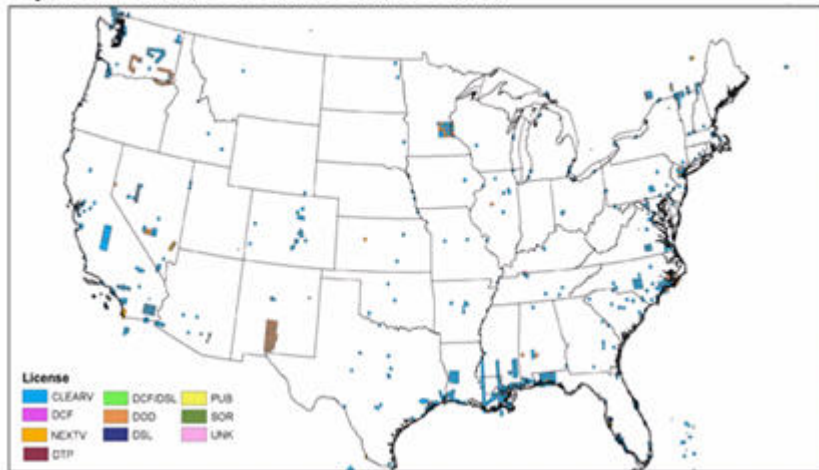 License
CLEARV
DCF/DSL
PUB
DCF
DOD
SOR
NEXTV
DSL
UNK
DTP